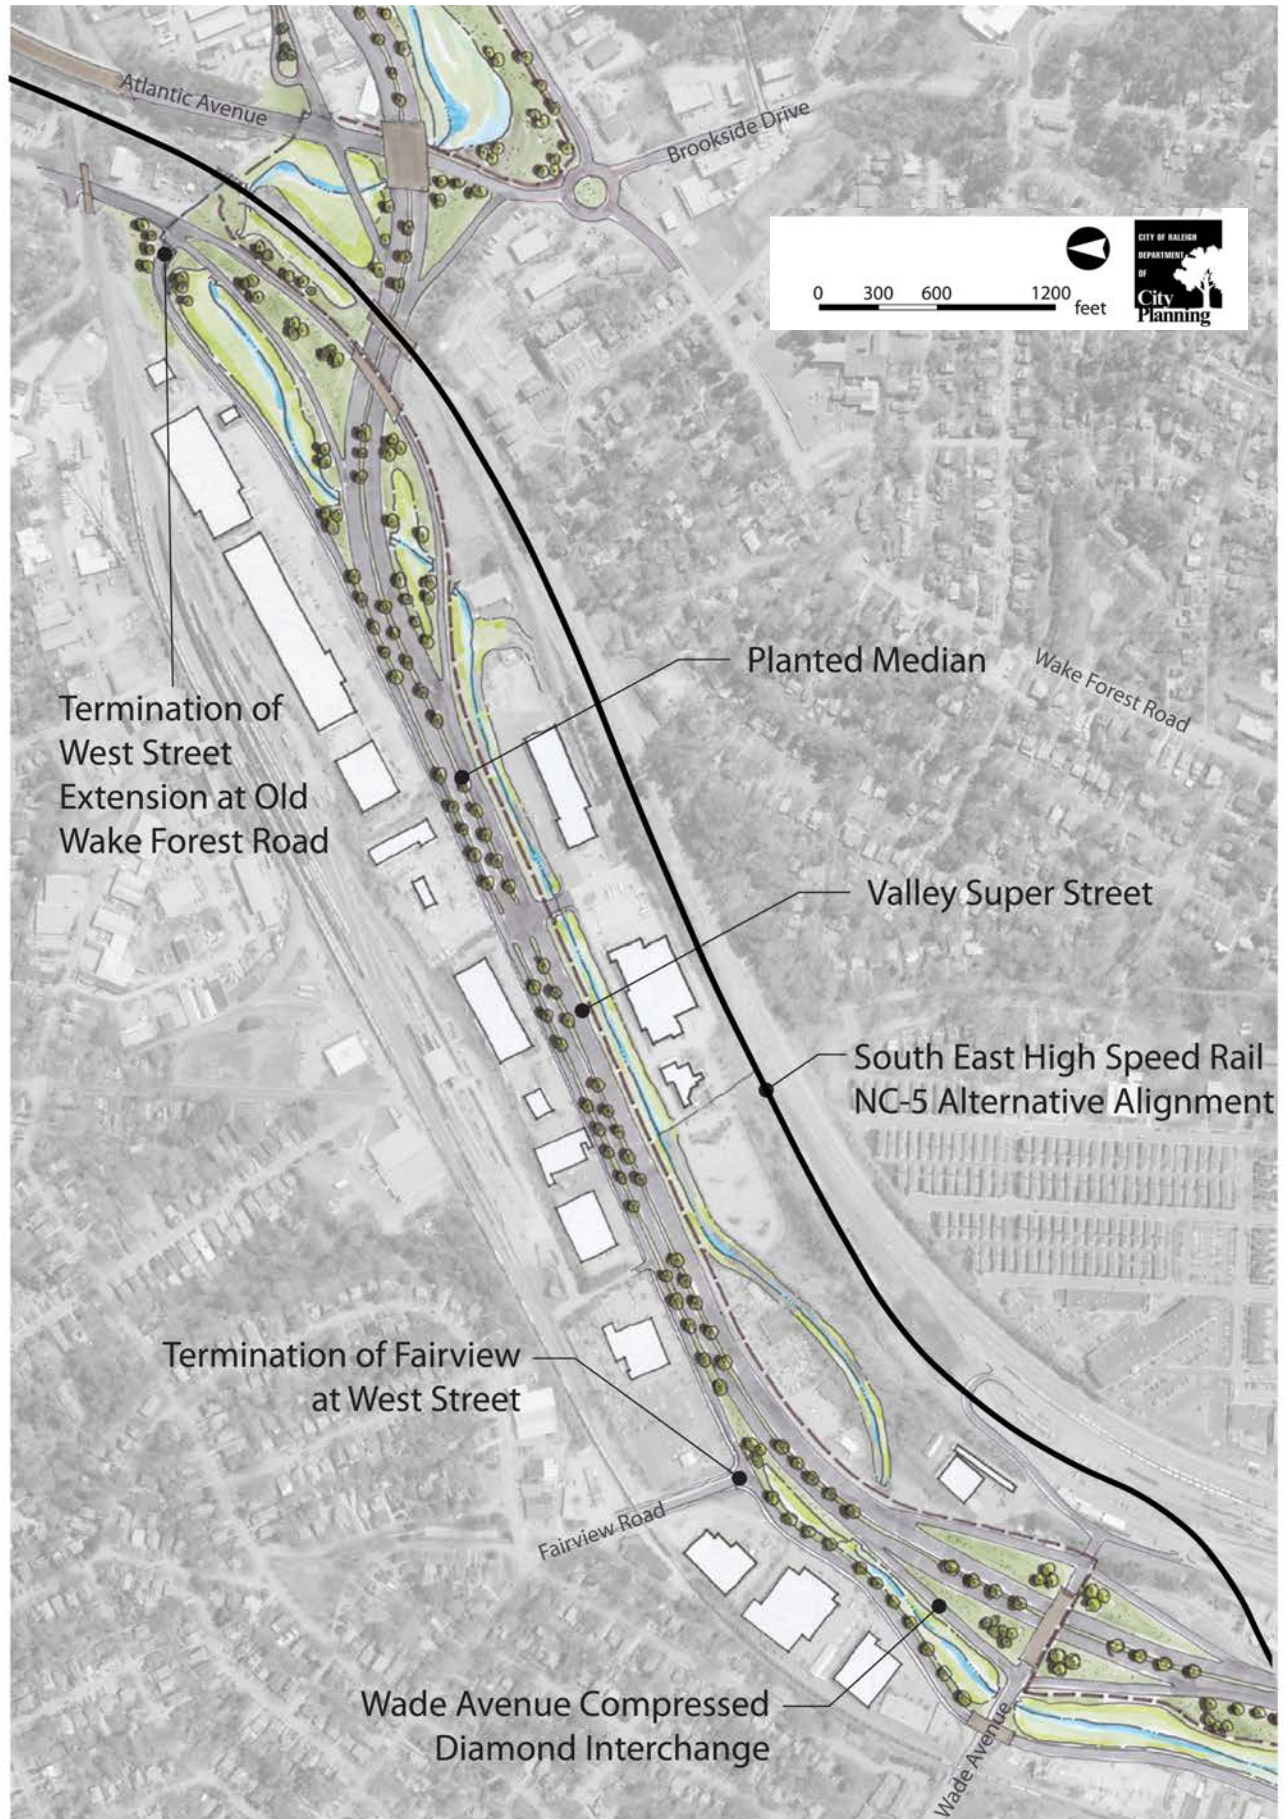 Atlantic Avenue
Brookside Drive
CITY OF RALEIGH
DEPARTMENT
OF
City
Planning
0 300 600 1200 feet
Planted Median
Wake Forest Road
Termination of
West Street
Extension at Old
Wake Forest Road
Valley Super Street
South East High Speed Rail
NC-5 Alternative Alignment
Termination of Fairview
at West Street
Fairview Road
Wade Avenue Compressed
Diamond Interchange
Wade Avenue